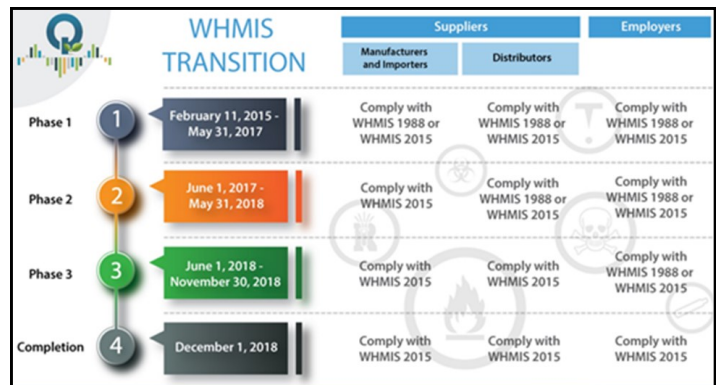 WHMIS
TRANSITION
Suppliers
Employers
Manufacturers
and Importers
Distributors
Phase 1
1
February 11, 2015 -
May 31, 2017
Comply with
WHMIS 1988 or
WHMIS 2015
Comply with
WHMIS 1988 or
WHMIS 2015
Comply with
WHMIS 1988 or
WHMIS 2015
Phase 2
2
June 1, 2017 -
May 31, 2018
Comply with
WHMIS 2015
Comply with
WHMIS 1988 or
WHMIS 2015
Comply with
WHMIS 1988 or
WHMIS 2015
Phase 3
3
June 1, 2018 -
November 30, 2018
Comply with
WHMIS 2015
Comply with
WHMIS 2015
Comply with
WHMIS 1988 or
WHMIS 2015
Completion
4
December 1, 2018
Comply with
WHMIS 2015
Comply with
WHMIS 2015
Comply with
WHMIS 2015